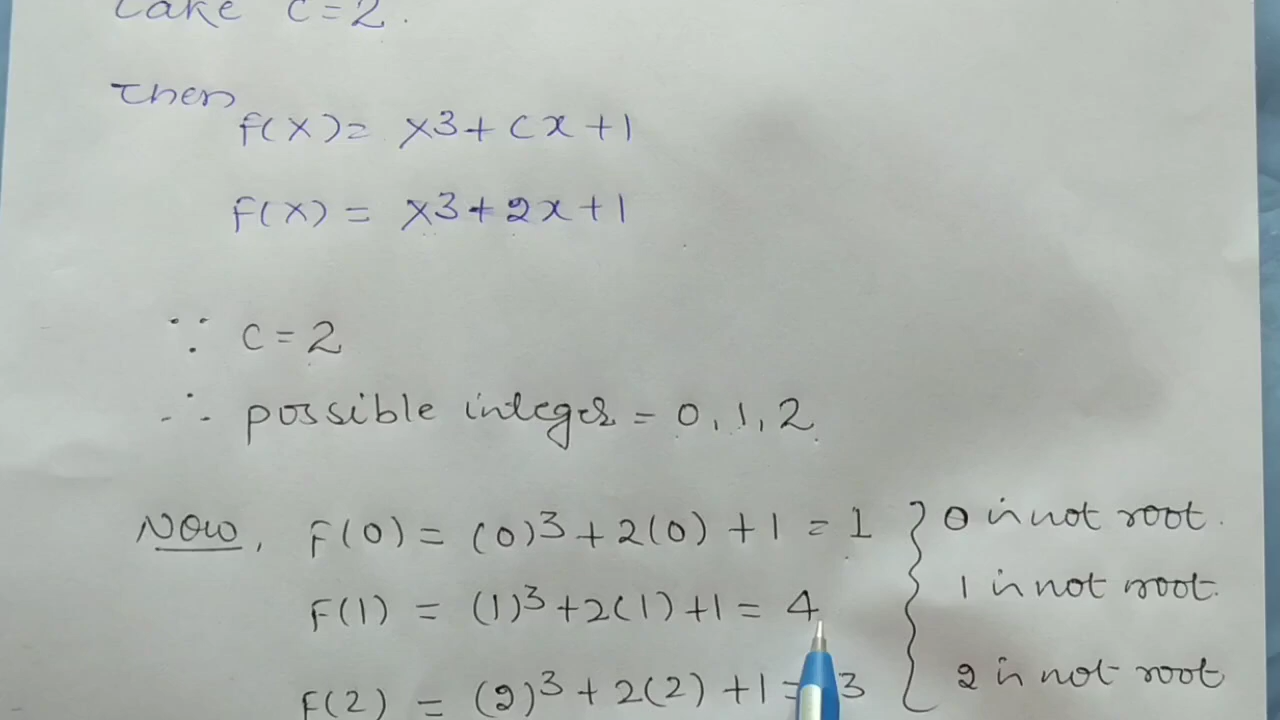 Take C=2.
Then
f(x)= x3+cx+1
f(x) = x3+2x+1
∵ C=2
∴ possible integer = 0,1,2
Now, f(0) = (0)3+2(0)+1 = 1 } 0 is not root.
f(1) = (1)3+2(1)+1 = 4 1 is not root.
f(2) = (2)3+2(2)+1 = 3 2 is not root